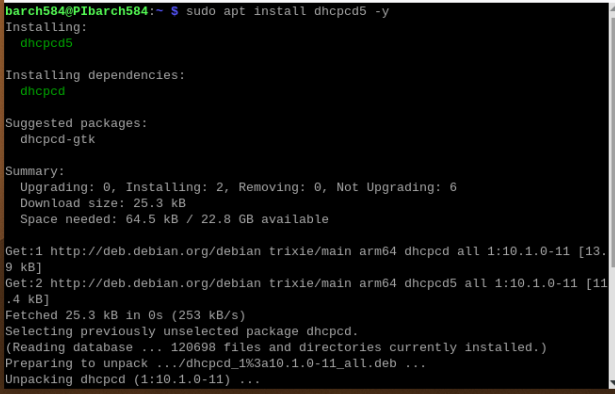 barch584@PIbarch584:~ $ sudo apt install dhcpcd5 -y
Installing:
  dhcpcd5

Installing dependencies:
  dhcpcd

Suggested packages:
  dhcpcd-gtk

Summary:
  Upgrading: 0, Installing: 2, Removing: 0, Not Upgrading: 6
  Download size: 25.3 kB
  Space needed: 64.5 kB / 22.8 GB available

Get:1 http://deb.debian.org/debian trixie/main arm64 dhcpcd all 1:10.1.0-11 [13.
9 kB]
Get:2 http://deb.debian.org/debian trixie/main arm64 dhcpcd5 all 1:10.1.0-11 [11
.4 kB]
Fetched 25.3 kB in 0s (253 kB/s)
Selecting previously unselected package dhcpcd.
(Reading database ... 120698 files and directories currently installed.)
Preparing to unpack .../dhcpcd_1%3a10.1.0-11_all.deb ...
Unpacking dhcpcd (1:10.1.0-11) ...